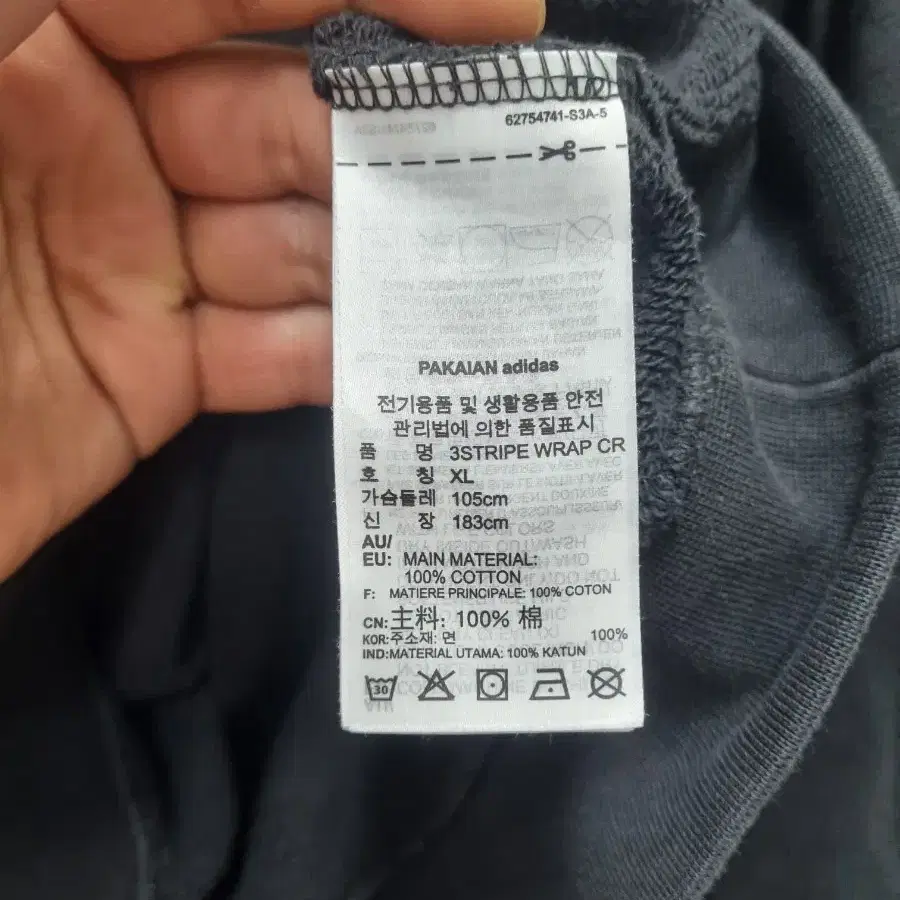 62754741-S3A-5
PAKAIAN adidas
전기용품 및 생활용품 안전
관리법에 의한 품질표시
품 명 3STRIPE WRAP CR
호 칭 XL
가슴둘레 105cm
신 장 183cm
AU/
EU: MAIN MATERIAL:
100% COTTON
F: MATIERE PRINCIPALE: 100% COTON
CN: 主料: 100% 棉
KOR: 주소재: 면 100%
IND: MATERIAL UTAMA: 100% KATUN
30